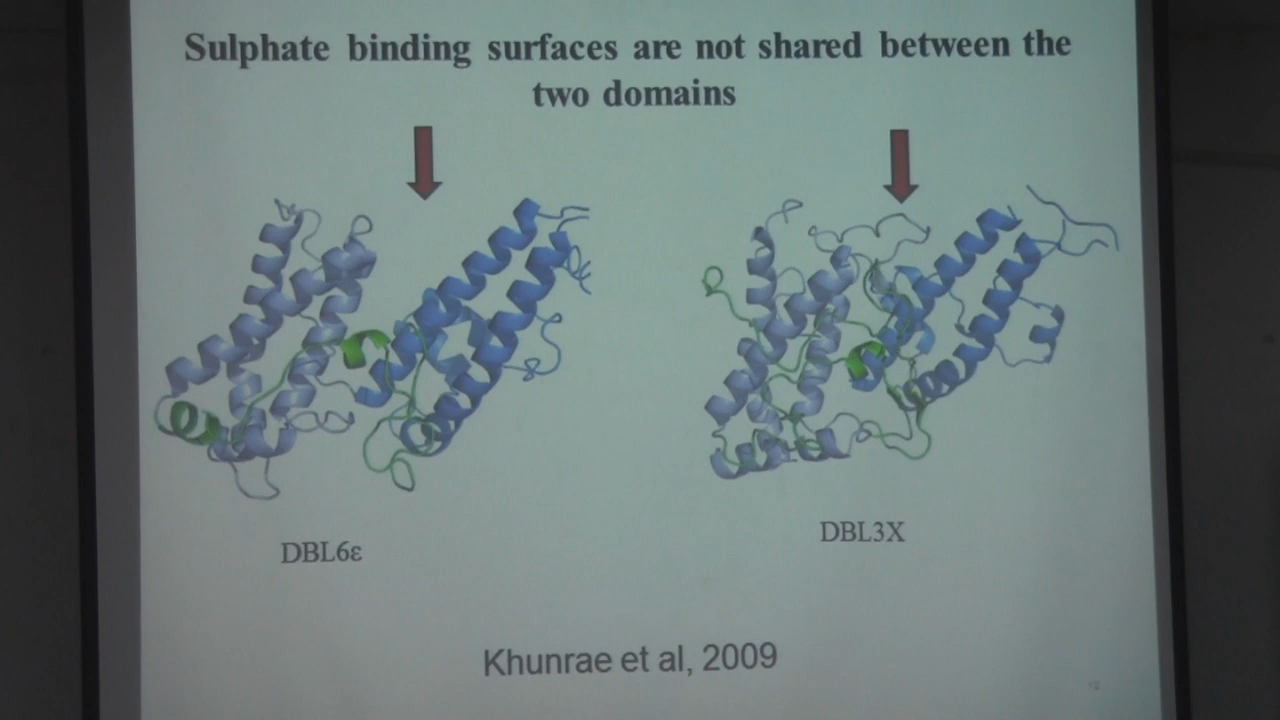 Sulphate binding surfaces are not shared between the
two domains
DBL6ε
DBL3X
Khunrae et al, 2009